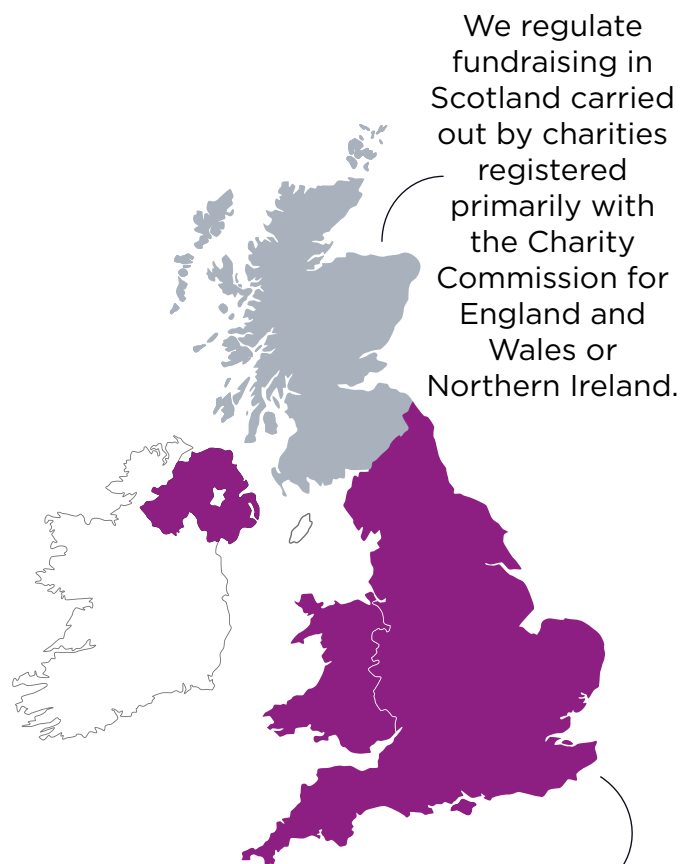 We regulate
fundraising in
Scotland carried
out by charities
registered
primarily with
the Charity
Commission for
England and
Wales or
Northern Ireland.